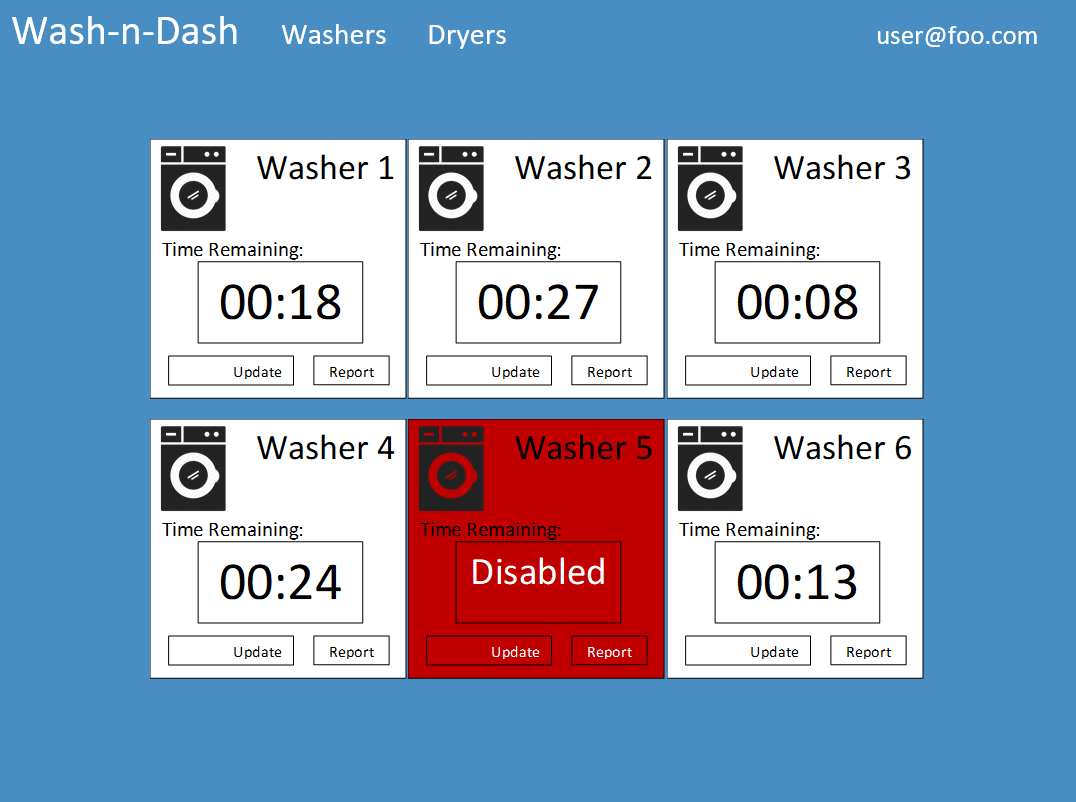 Wash-n-Dash Washers Dryers user@foo.com
Washer 1 Washer 2 Washer 3
Time Remaining: Time Remaining: Time Remaining:
00:18 00:27 00:08
Update Report Update Report Update Report
Washer 4 Washer 5 Washer 6
Time Remaining: Time Remaining: Time Remaining:
00:24 Disabled 00:13
Update Report Update Report Update Report